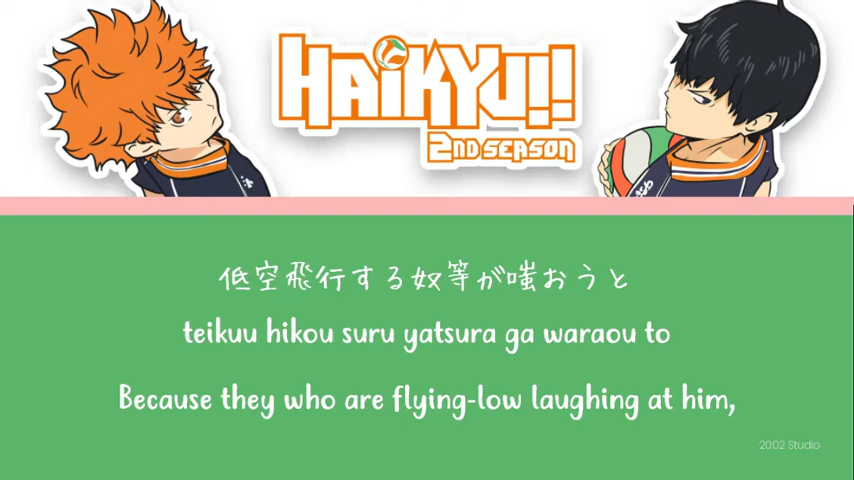 HAIKYU!!
2ND SEASON
低空飛行する奴等が嗤おうと
teikuu hikou suru yatsura ga waraou to
Because they who are flying-low laughing at him,
20:02 Studio